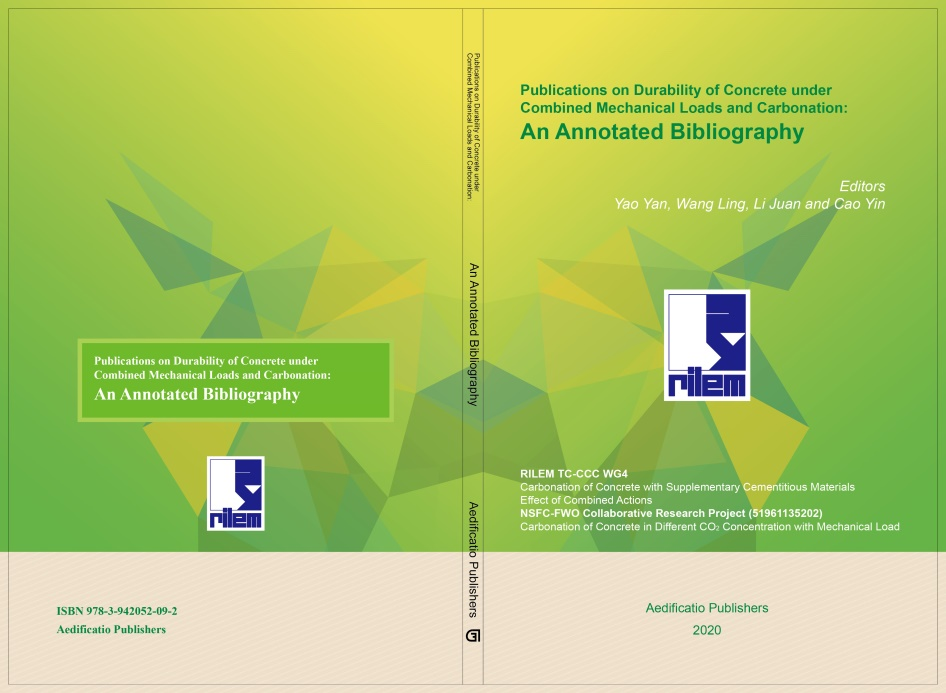 Publications on Durability of Concrete under
Combined Mechanical Loads and Carbonation:
An Annotated Bibliography
rilem
ISBN 978-3-942052-09-2
Aedificatio Publishers
Publications on Durability of Concrete under
Combined Mechanical Loads and Carbonation:
An Annotated Bibliography
Aedificatio Publishers
Publications on Durability of Concrete under
Combined Mechanical Loads and Carbonation:
An Annotated Bibliography
Editors
Yao Yan, Wang Ling, Li Juan and Cao Yin
rilem
RILEM TC-CCC WG4
Carbonation of Concrete with Supplementary Cementitious Materials
Effect of Combined Actions
NSFC-FWO Collaborative Research Project (51961135202)
Carbonation of Concrete in Different CO₂ Concentration with Mechanical Load
Aedificatio Publishers
2020